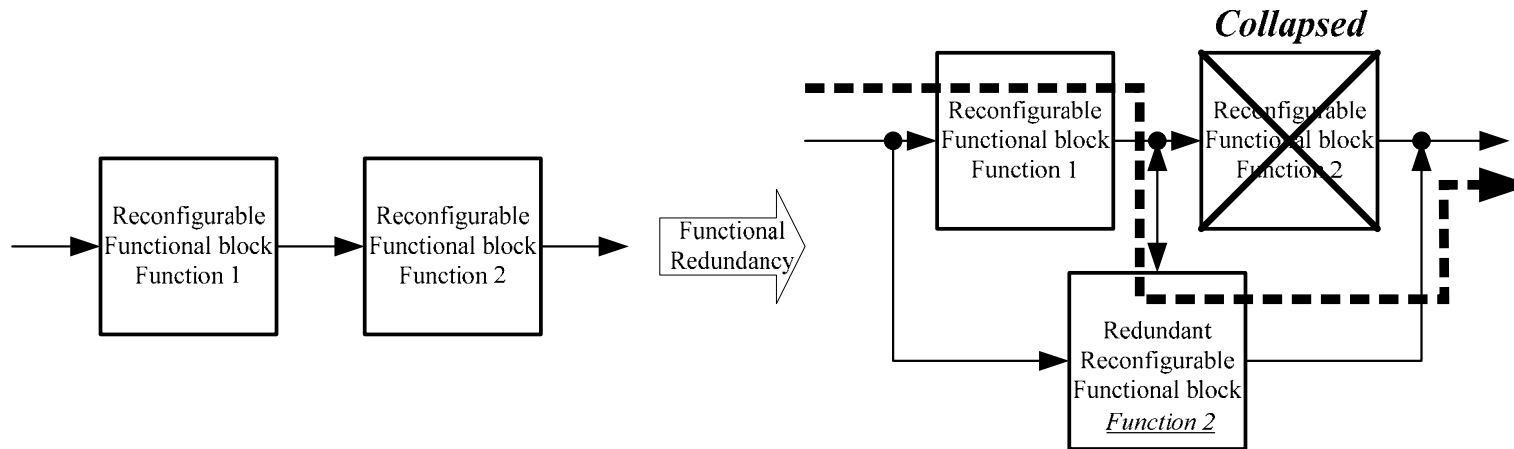 Collapsed
Reconfigurable
Functional block
Function 1
Reconfigurable
Functional block
Function 2
Functional
Redundancy
Reconfigurable
Functional block
Function 1
Reconfigurable
Functional block
Function 2
Redundant
Reconfigurable
Functional block
Function 2